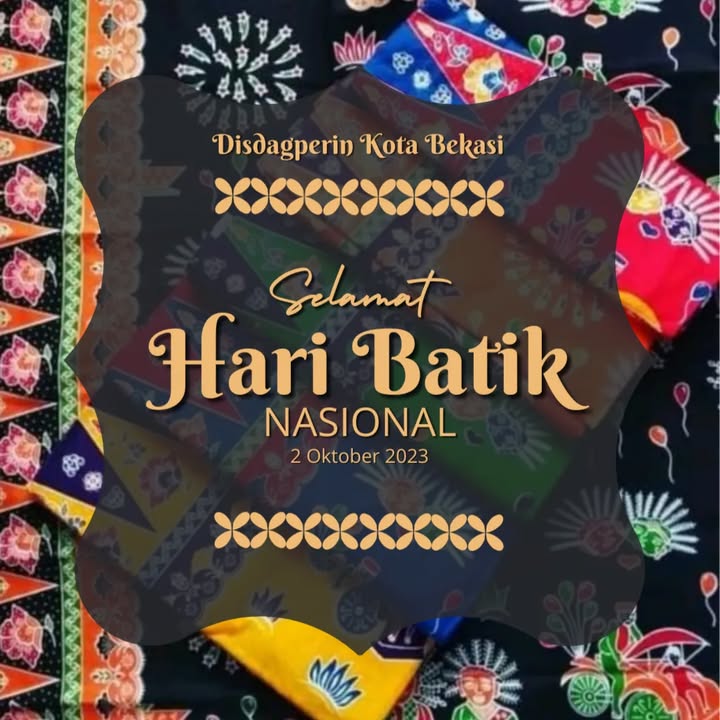 Disdagperin Kota Bekasi
Selamat
Hari Batik
NASIONAL
2 Oktober 2023